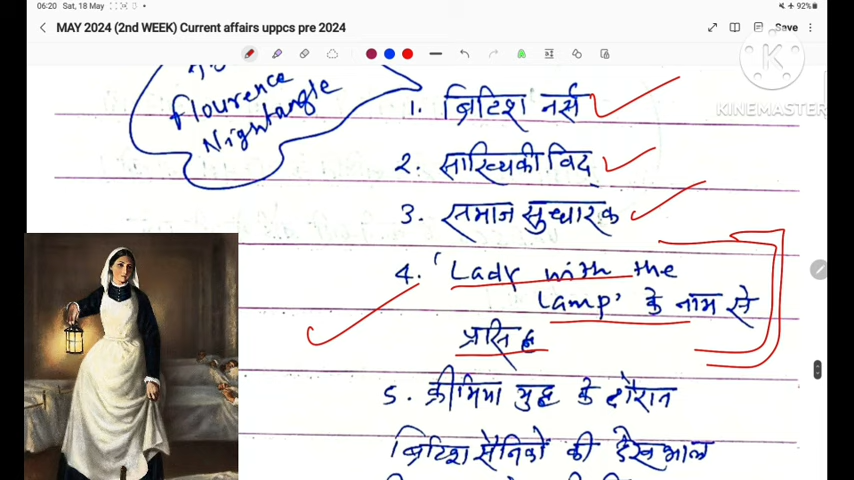 06:20 Sat, 18 May
92%
MAY 2024 (2nd WEEK) Current affairs uppcs pre 2024
Save
KINEMASTER
Flourence
Nightangle
1. ब्रिटिश नर्स
2. सांख्यिकी विद्
3. समाज सुधारक
4. 'Lady with the
Lamp' के नाम से
प्रसिद्ध
5. क्रीमिया युद्ध के दौरान
ब्रिटिश सैनिकों की देखभाल